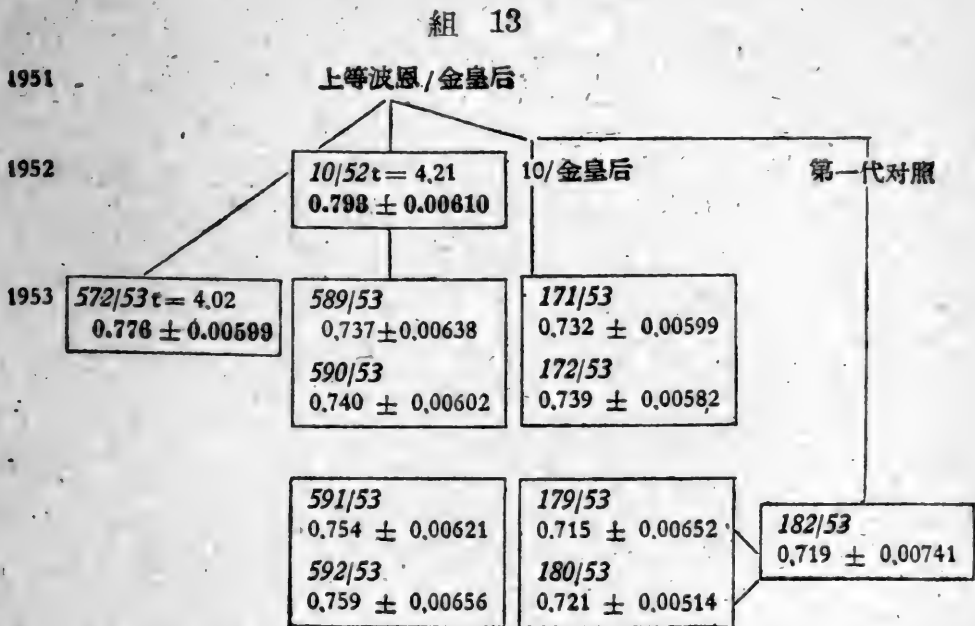 組 13
1951 上等波恩/金皇后
1952 10/52 t = 4.21 10/金皇后 第一代对照
0.793 ± 0.00610
1953 572/53 t = 4.02 589/53 171/53
0.776 ± 0.00599 0.737±0.00638 0.732 ± 0.00599
590/53 172/53
0.740 ± 0.00602 0.739 ± 0.00582
591/53 179/53
0.754 ± 0.00621 0.715 ± 0.00652 182/53
0.719 ± 0.00741
592/53 180/53
0.759 ± 0.00656 0.721 ± 0.00514